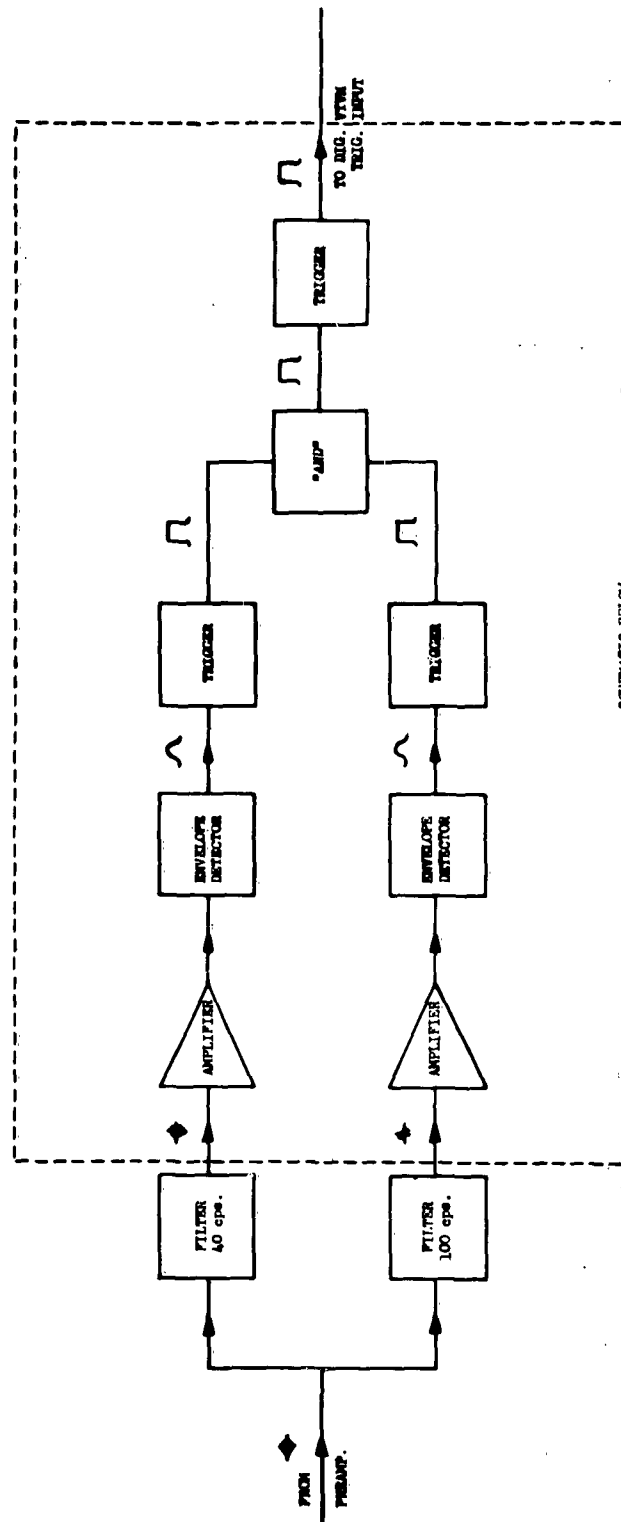 FROM
PREAMP.
FILTER
40 cps.
FILTER
100 cps.
AMPLIFIER
AMPLIFIER
ENVELOPE
DETECTOR
ENVELOPE
DETECTOR
TRIGGER
TRIGGER
"AND"
TRIGGER
TO DIG. VTVM
TRIG. INPUT